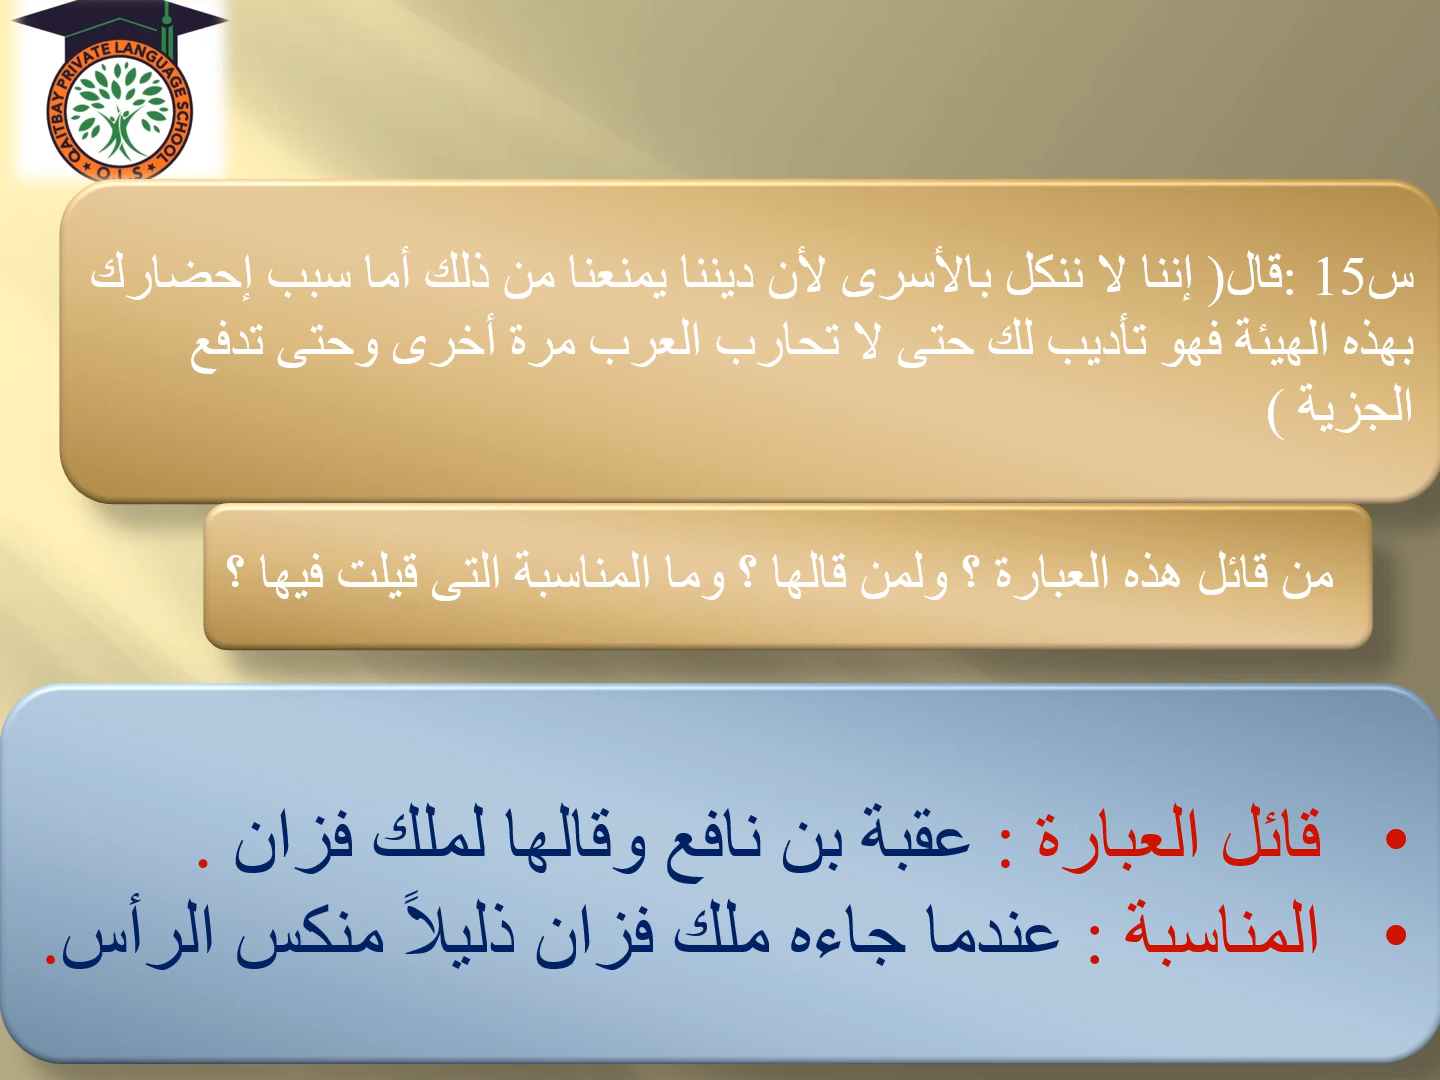 QAITBAY PRIVATE LANGUAGE SCHOOL
Q L S
س15 :قال( إننا لا ننكل بالأسرى لأن ديننا يمنعنا من ذلك أما سبب إحضارك
بهذه الهيئة فهو تأديب لك حتى لا تحارب العرب مرة أخرى وحتى تدفع
الجزية )
من قائل هذه العبارة ؟ ولمن قالها ؟ وما المناسبة التى قيلت فيها ؟
• قائل العبارة : عقبة بن نافع وقالها لملك فزان .
• المناسبة : عندما جاءه ملك فزان ذليلاً منكس الرأس.